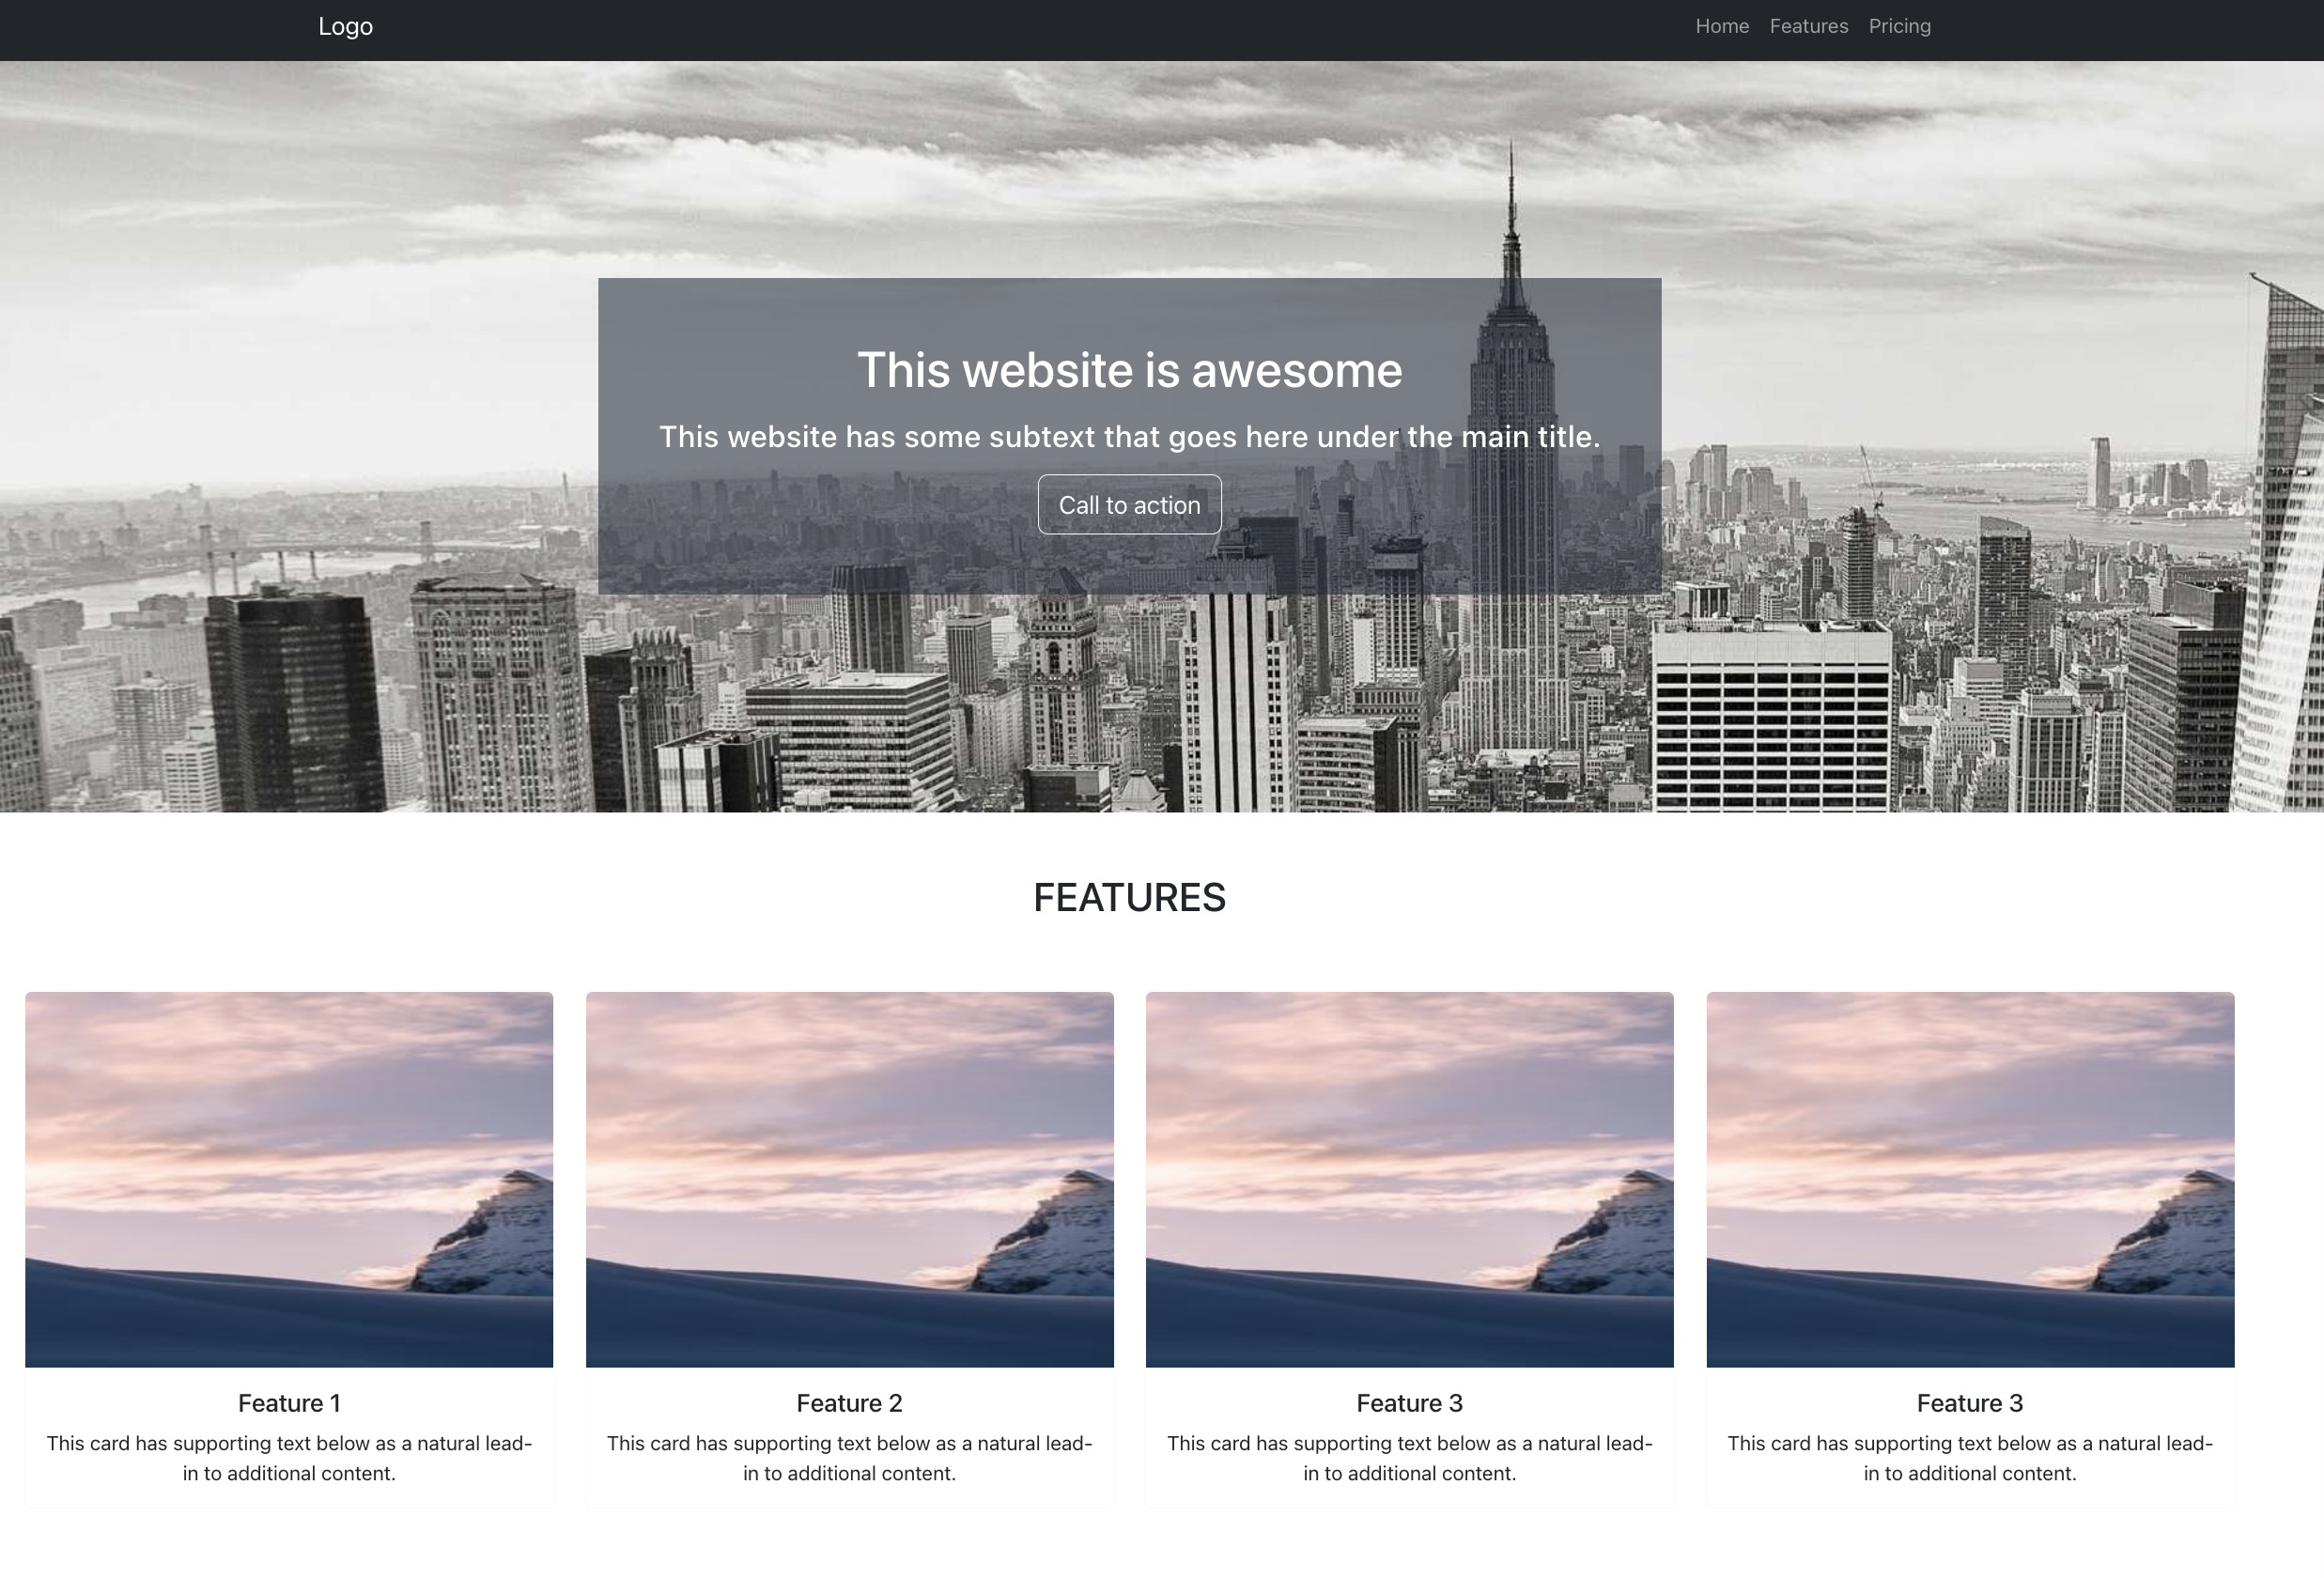 Logo
Home Features Pricing
This website is awesome
This website has some subtext that goes here under the main title.
Call to action
FEATURES
Feature 1
This card has supporting text below as a natural lead-
in to additional content.
Feature 2
This card has supporting text below as a natural lead-
in to additional content.
Feature 3
This card has supporting text below as a natural lead-
in to additional content.
Feature 3
This card has supporting text below as a natural lead-
in to additional content.